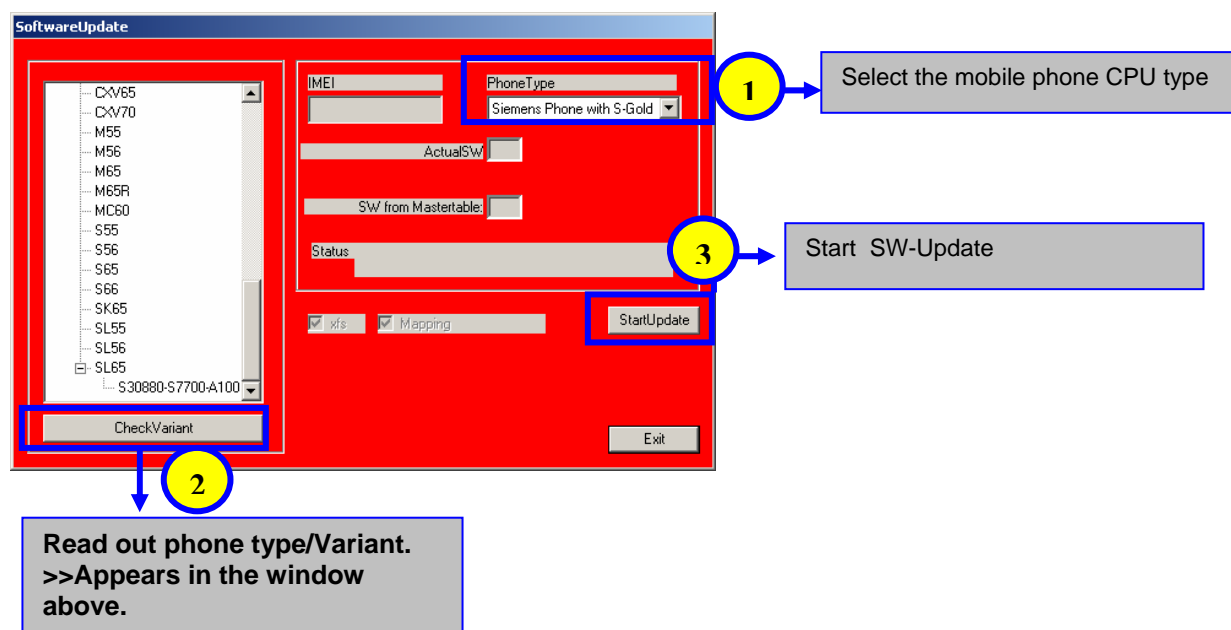 SoftwareUpdate
CXV65
CXV70
M55
M56
M65
M65R
MC60
S55
S56
S65
S66
SK65
SL55
SL56
SL65
S30880-S7700-A100
CheckVariant
IMEI
PhoneType
Siemens Phone with S-Gold
ActualSW
SW from Mastertable:
Status
xfs
Mapping
StartUpdate
Exit
1
Select the mobile phone CPU type
3
Start SW-Update
2
Read out phone type/Variant.
>>Appears in the window
above.